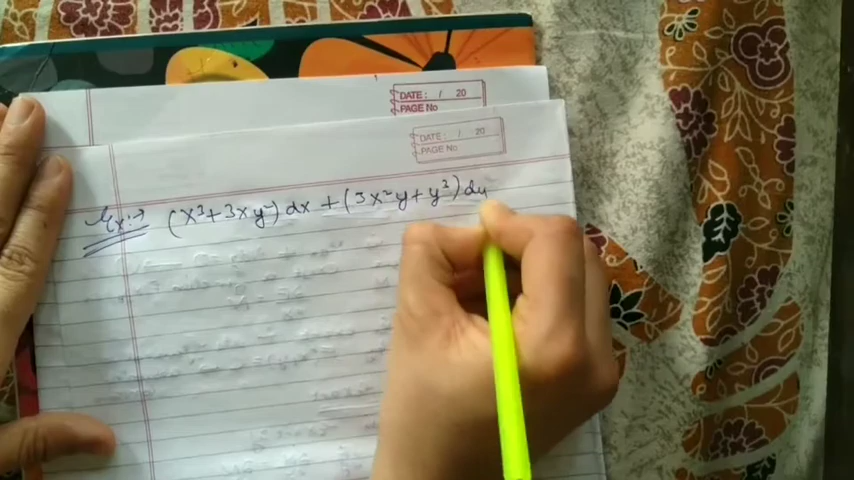 DATE: / 20
PAGE No
DATE: / 20
PAGE No
Ex:→ (x³+3xy²)dx + (3x²y+y³)dy